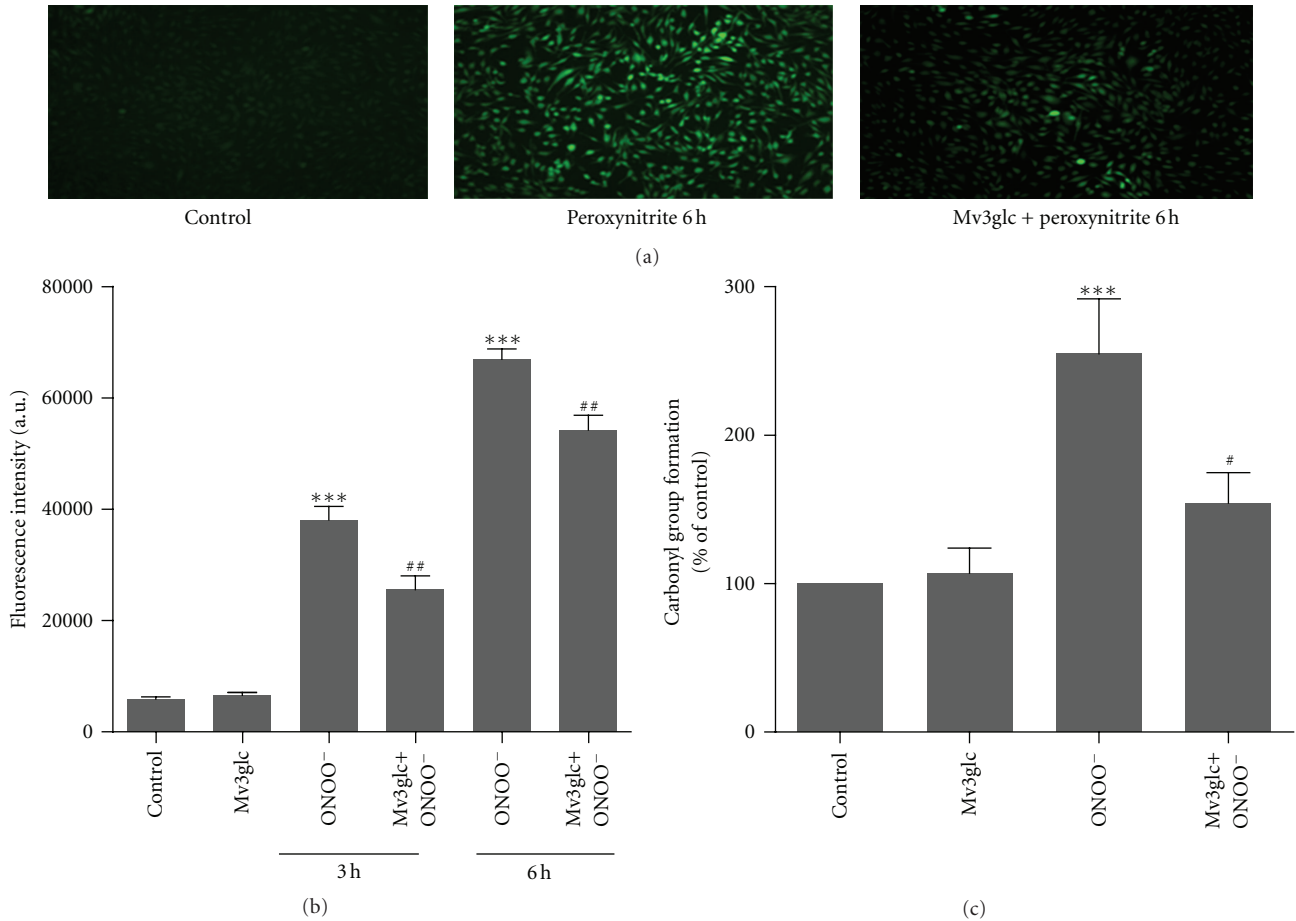 Control
Peroxynitrite 6 h
Mv3glc + peroxynitrite 6 h
(a)
Fluorescence intensity (a.u.)
80000
60000
40000
20000
0
***
##
***
##
Control
Mv3glc
ONOO⁻
Mv3glc+
ONOO⁻
ONOO⁻
Mv3glc+
ONOO⁻
3 h
6 h
(b)
Carbonyl group formation
(% of control)
300
200
100
0
***
#
Control
Mv3glc
ONOO⁻
Mv3glc+
ONOO⁻
(c)